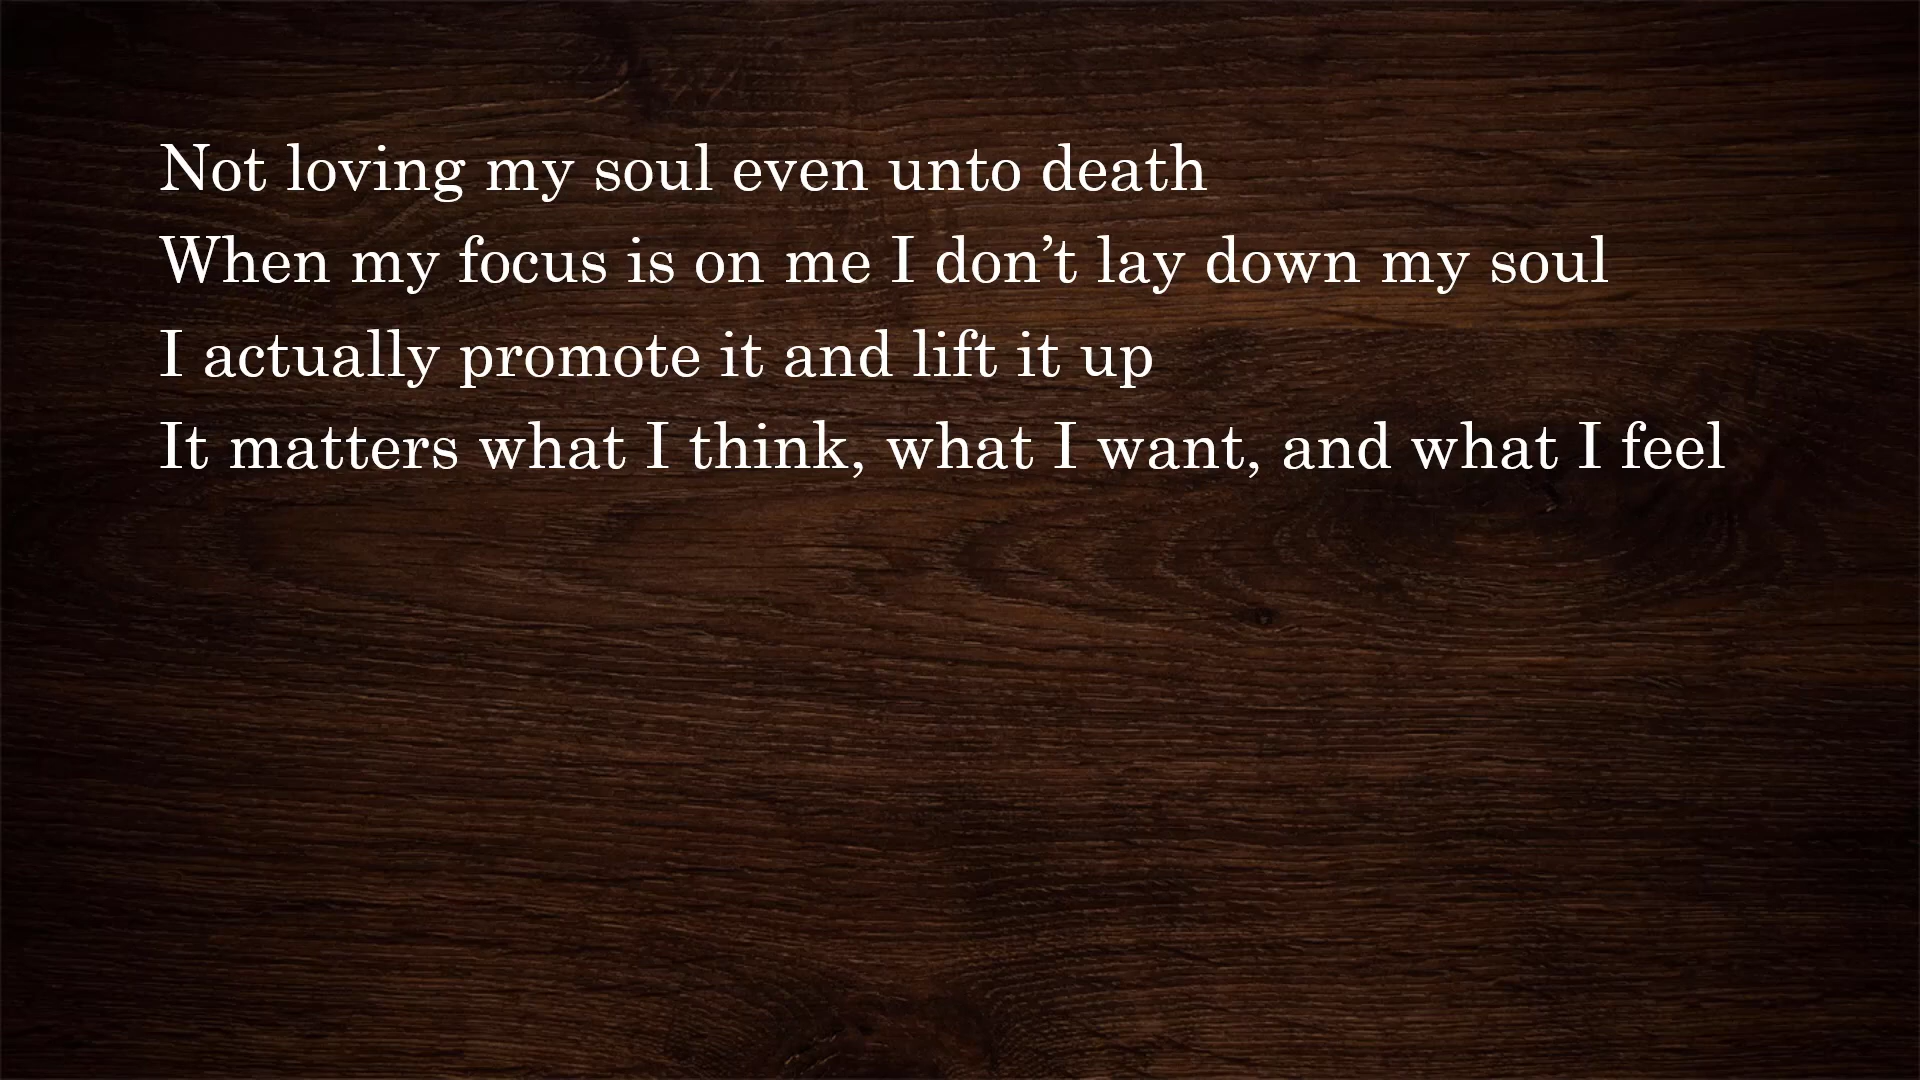 Not loving my soul even unto death
When my focus is on me I don’t lay down my soul
I actually promote it and lift it up
It matters what I think, what I want, and what I feel